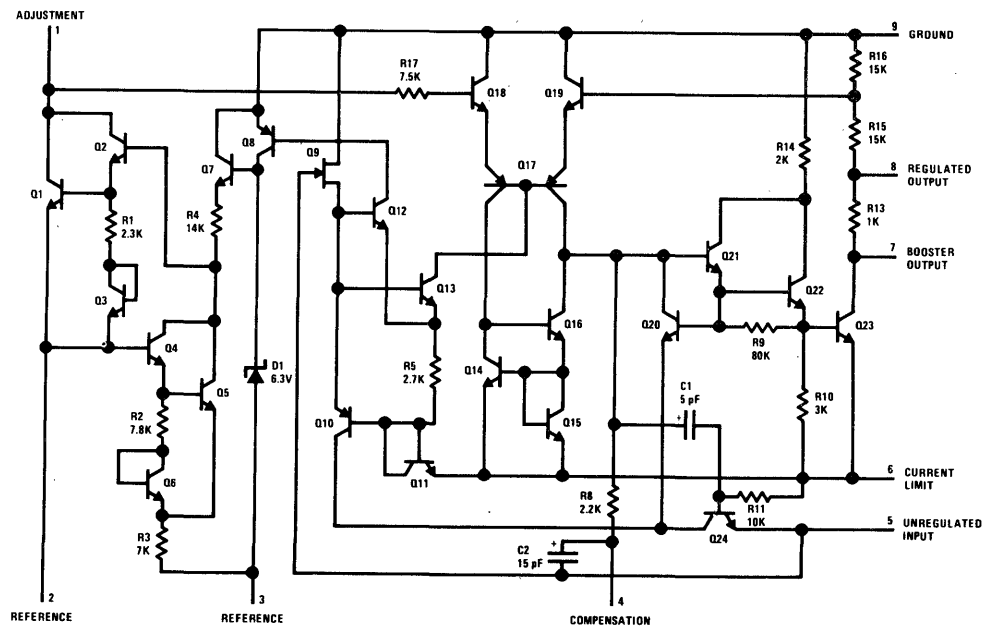 ADJUSTMENT
1
9
GROUND
R17
7.5K
R16
15K
Q18
Q19
Q2
Q8
Q7
Q9
R14
2K
R15
15K
8
REGULATED
OUTPUT
Q17
Q1
Q12
R4
14K
R1
2.3K
R13
1K
7
BOOSTER
OUTPUT
Q21
Q13
Q22
Q3
Q16
Q20
Q23
Q4
R9
80K
D1
6.3V
R5
2.7K
Q14
Q5
C1
5 pF
R10
3K
R2
7.8K
Q10
Q15
Q6
6
CURRENT
LIMIT
Q11
R8
2.2K
R11
10K
5
UNREGULATED
INPUT
Q24
R3
7K
C2
15 pF
+
+
2
REFERENCE
3
REFERENCE
4
COMPENSATION